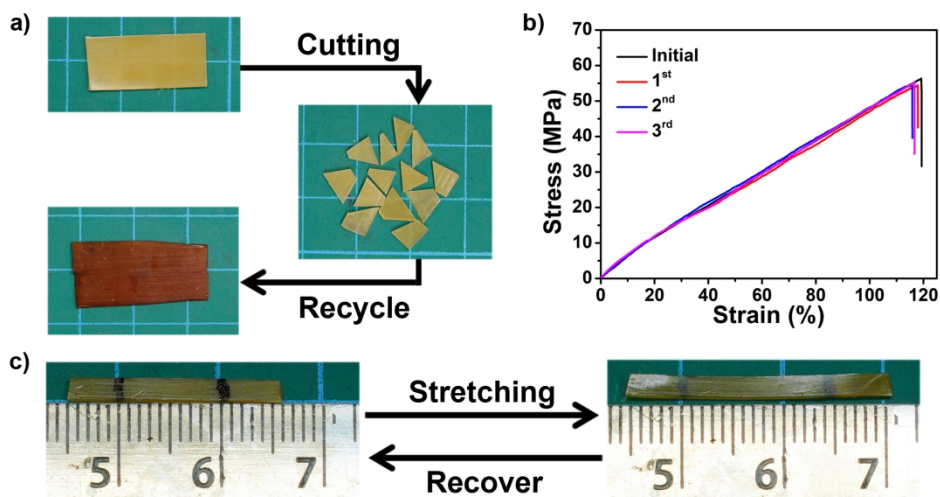 a)
Cutting
Recycle
b)
Stress (MPa)
70
60
50
40
30
20
10
0
Initial
1st
2nd
3rd
0 20 40 60 80 100 120
Strain (%)
c)
Stretching
Recover
5 6 7
5 6 7